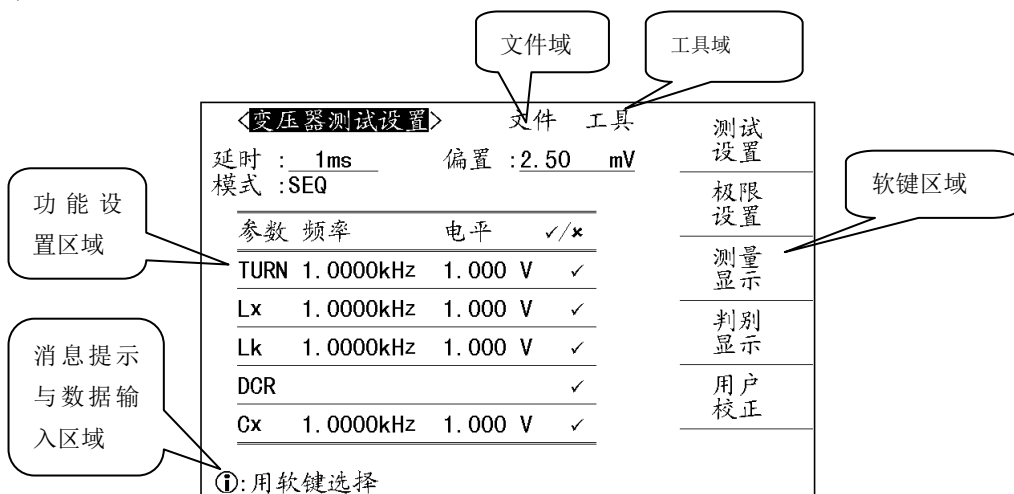 文件域
工具域
<变压器测试设置> 文件 工具
延时 : 1ms 偏置 :2.50 mV
模式 :SEQ
参数 频率 电平 ✓/×
TURN 1.0000kHz 1.000 V ✓
Lx 1.0000kHz 1.000 V ✓
Lk 1.0000kHz 1.000 V ✓
DCR ✓
Cx 1.0000kHz 1.000 V ✓
ⓘ:用软键选择
测试
设置
极限
设置
测量
显示
判别
显示
用户
校正
功能设
置区域
消息提示
与数据输
入区域
软键区域